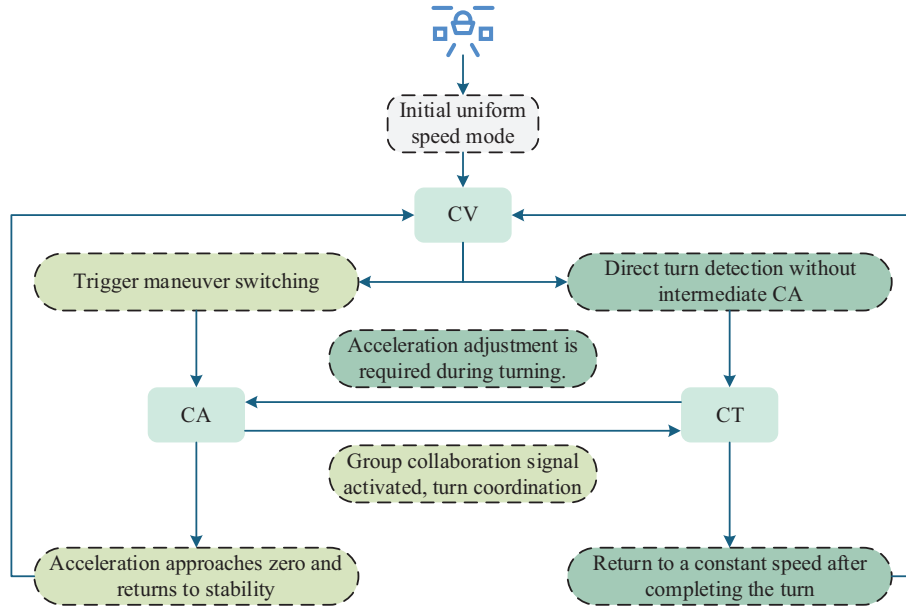 Initial uniform
speed mode
CV
Trigger maneuver switching
Direct turn detection without
intermediate CA
Acceleration adjustment is
required during turning.
CA
CT
Group collaboration signal
activated, turn coordination
Acceleration approaches zero and
returns to stability
Return to a constant speed after
completing the turn